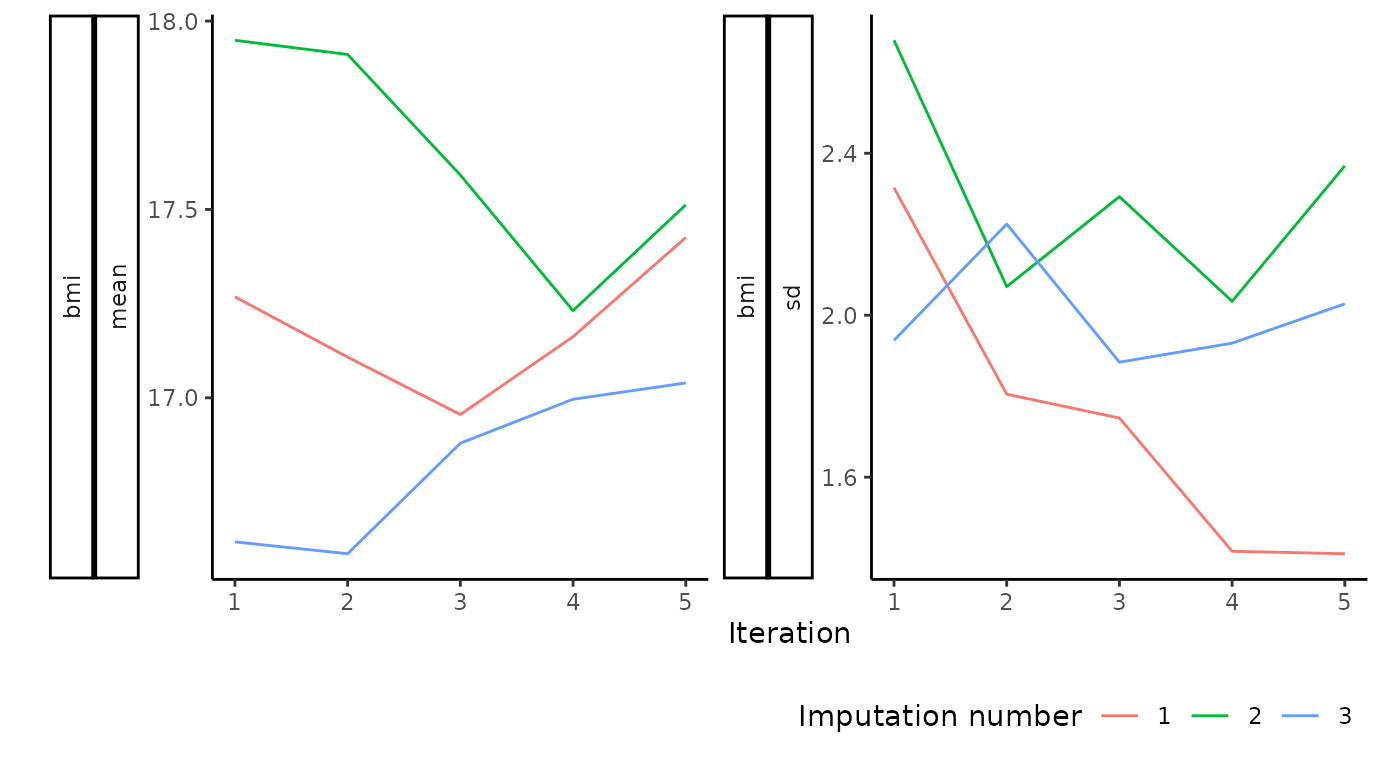 bmi
mean
18.0
17.5
17.0
1 2 3 4 5
bmi
sd
2.4
2.0
1.6
1 2 3 4 5
Iteration
Imputation number 1 2 3